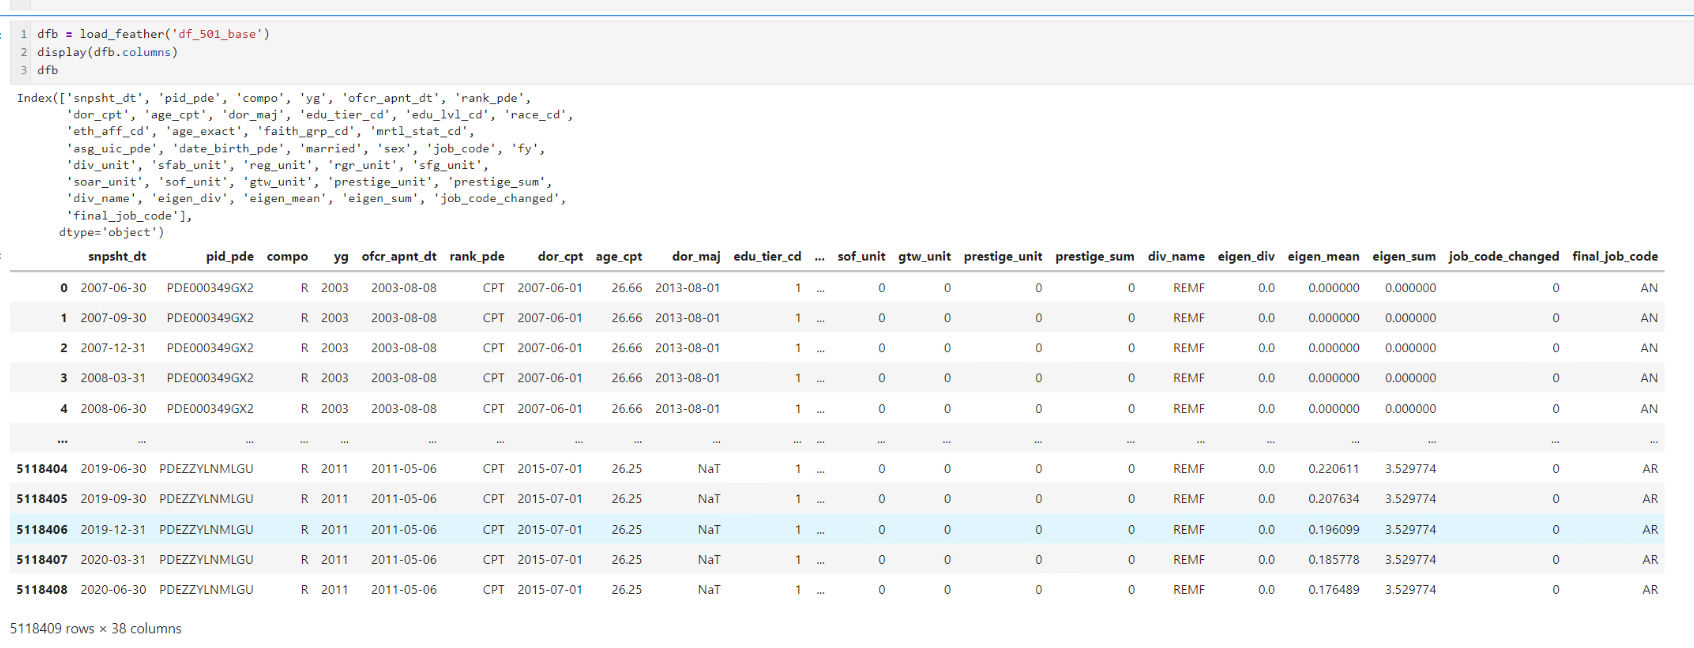 1 dfb = load_feather('df_501_base')
2 display(dfb.columns)
3 dfb
Index(['snpsht_dt', 'pid_pde', 'compo', 'yg', 'ofcr_apnt_dt', 'rank_pde',
'dor_cpt', 'age_cpt', 'dor_maj', 'edu_tier_cd', 'edu_lvl_cd', 'race_cd',
'eth_aff_cd', 'age_exact', 'faith_grp_cd', 'mrtl_stat_cd',
'asg_uic_pde', 'date_birth_pde', 'married', 'sex', 'job_code', 'fy',
'div_unit', 'sfab_unit', 'reg_unit', 'rgr_unit', 'sfg_unit',
'soar_unit', 'sof_unit', 'gtw_unit', 'prestige_unit', 'prestige_sum',
'div_name', 'eigen_div', 'eigen_mean', 'eigen_sum', 'job_code_changed',
'final_job_code'],
dtype='object')
snpsht_dt pid_pde compo yg ofcr_apnt_dt rank_pde dor_cpt age_cpt dor_maj edu_tier_cd ... sof_unit gtw_unit prestige_unit prestige_sum div_name eigen_div eigen_mean eigen_sum job_code_changed final_job_code
0 2007-06-30 PDE000349GX2 R 2003 2003-08-08 CPT 2007-06-01 26.66 2013-08-01 1 ... 0 0 0 0 REMF 0.0 0.000000 0.000000 0 AN
1 2007-09-30 PDE000349GX2 R 2003 2003-08-08 CPT 2007-06-01 26.66 2013-08-01 1 ... 0 0 0 0 REMF 0.0 0.000000 0.000000 0 AN
2 2007-12-31 PDE000349GX2 R 2003 2003-08-08 CPT 2007-06-01 26.66 2013-08-01 1 ... 0 0 0 0 REMF 0.0 0.000000 0.000000 0 AN
3 2008-03-31 PDE000349GX2 R 2003 2003-08-08 CPT 2007-06-01 26.66 2013-08-01 1 ... 0 0 0 0 REMF 0.0 0.000000 0.000000 0 AN
4 2008-06-30 PDE000349GX2 R 2003 2003-08-08 CPT 2007-06-01 26.66 2013-08-01 1 ... 0 0 0 0 REMF 0.0 0.000000 0.000000 0 AN
... ... ... ... ... ... ... ... ... ... ... ... ... ... ... ... ... ... ... ... ... ...
5118404 2019-06-30 PDEZZYLNMLGU R 2011 2011-05-06 CPT 2015-07-01 26.25 NaT 1 ... 0 0 0 0 REMF 0.0 0.220611 3.529774 0 AR
5118405 2019-09-30 PDEZZYLNMLGU R 2011 2011-05-06 CPT 2015-07-01 26.25 NaT 1 ... 0 0 0 0 REMF 0.0 0.207634 3.529774 0 AR
5118406 2019-12-31 PDEZZYLNMLGU R 2011 2011-05-06 CPT 2015-07-01 26.25 NaT 1 ... 0 0 0 0 REMF 0.0 0.196099 3.529774 0 AR
5118407 2020-03-31 PDEZZYLNMLGU R 2011 2011-05-06 CPT 2015-07-01 26.25 NaT 1 ... 0 0 0 0 REMF 0.0 0.185778 3.529774 0 AR
5118408 2020-06-30 PDEZZYLNMLGU R 2011 2011-05-06 CPT 2015-07-01 26.25 NaT 1 ... 0 0 0 0 REMF 0.0 0.176489 3.529774 0 AR
5118409 rows × 38 columns